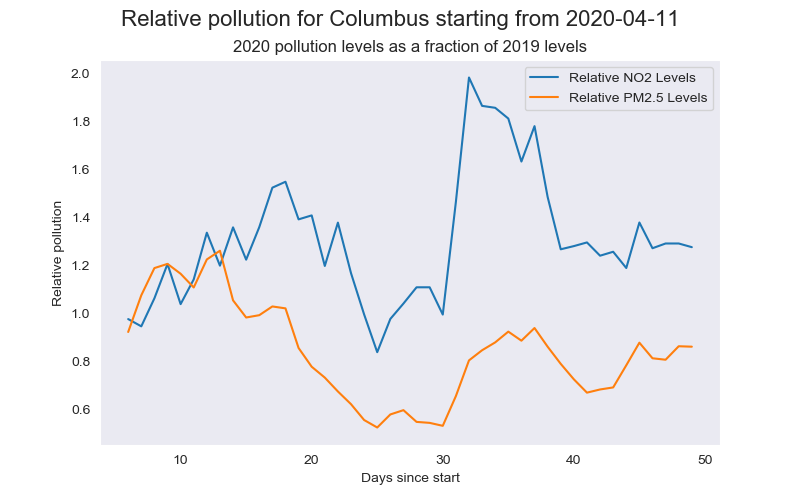 Relative pollution for Columbus starting from 2020-04-11
2020 pollution levels as a fraction of 2019 levels
Relative NO2 Levels
Relative PM2.5 Levels
Relative pollution
2.0
1.8
1.6
1.4
1.2
1.0
0.8
0.6
10 20 30 40 50
Days since start